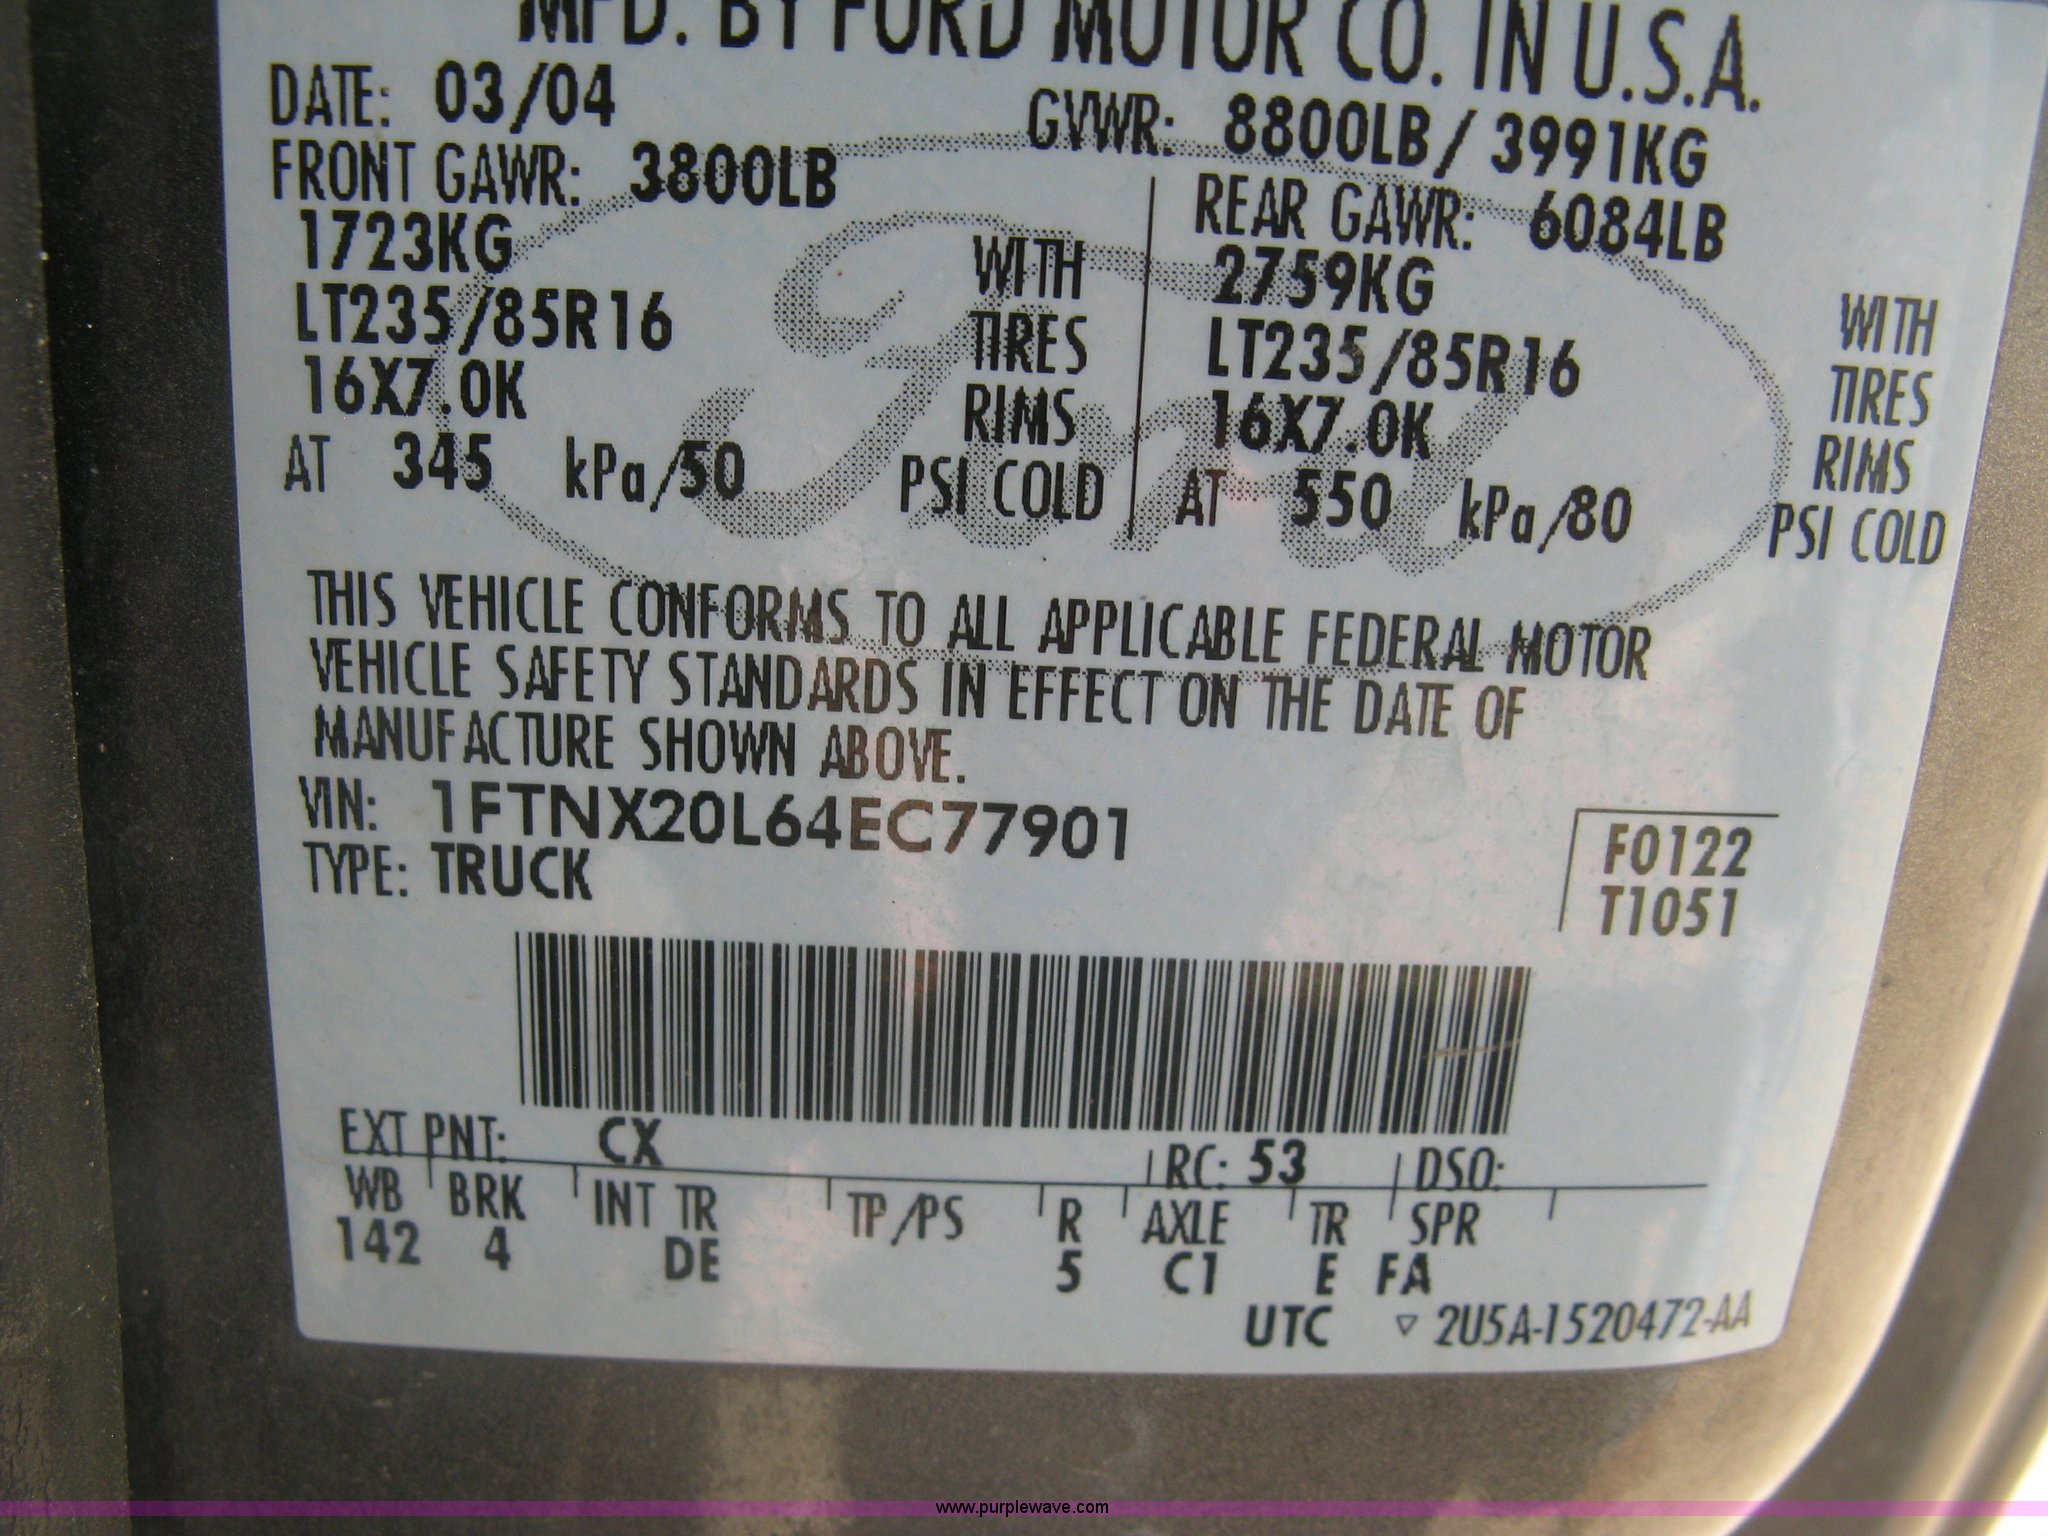 MFD. BY FORD MOTOR CO. IN U.S.A.
DATE: 03/04 GVWR: 8800LB / 3991KG
FRONT GAWR: 3800LB REAR GAWR: 6084LB
1723KG WITH 2759KG WITH
LT235/85R16 TIRES LT235/85R16 TIRES
16X7.0K RIMS 16X7.0K RIMS
AT 345 kPa/50 PSI COLD AT 550 kPa/80 PSI COLD
Ford
THIS VEHICLE CONFORMS TO ALL APPLICABLE FEDERAL MOTOR
VEHICLE SAFETY STANDARDS IN EFFECT ON THE DATE OF
MANUFACTURE SHOWN ABOVE.
VIN: 1FTNX20L64EC77901 F0122
TYPE: TRUCK T1051
EXT PNT: CX RC: 53 DSO:
WB BRK INT TR TP/PS R AXLE TR SPR
142 4 DE 5 C1 E FA
UTC ▽ 2U5A-1520472-AA
www.purplewave.com